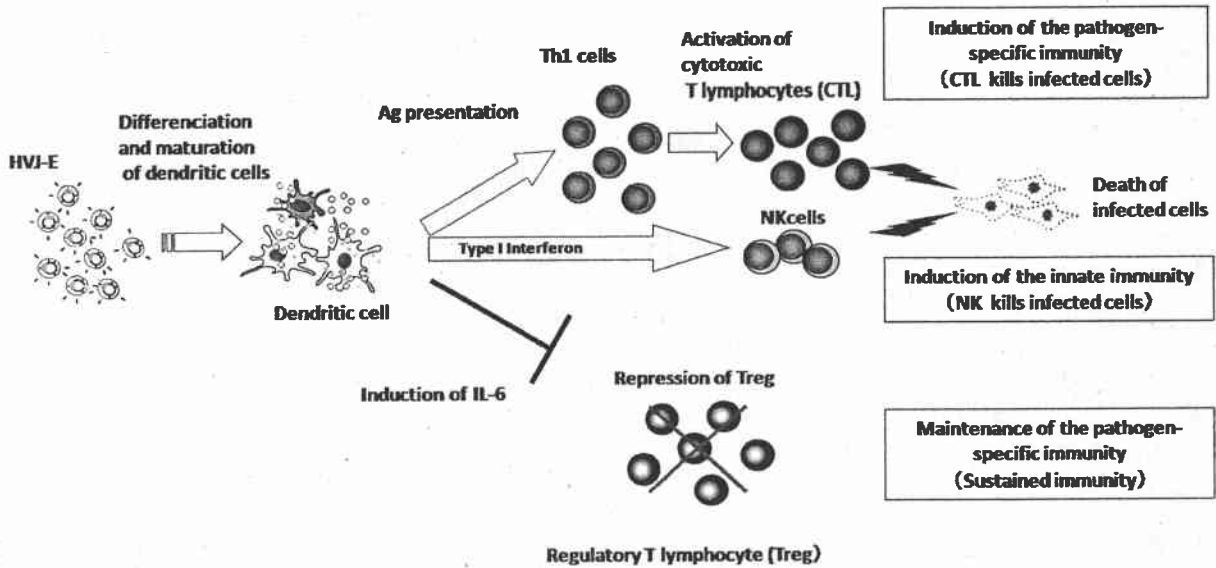 HVJ-E
Differenciation
and maturation
of dendritic cells
Dendritic cell
Ag presentation
Th1 cells
Activation of
cytotoxic
T lymphocytes (CTL)
Type I Interferon
NKcells
Induction of IL-6
Repression of Treg
Regulatory T lymphocyte (Treg)
Induction of the pathogen-
specific immunity
(CTL kills infected cells)
Death of
infected cells
Induction of the innate immunity
(NK kills infected cells)
Maintenance of the pathogen-
specific immunity
(Sustained immunity)